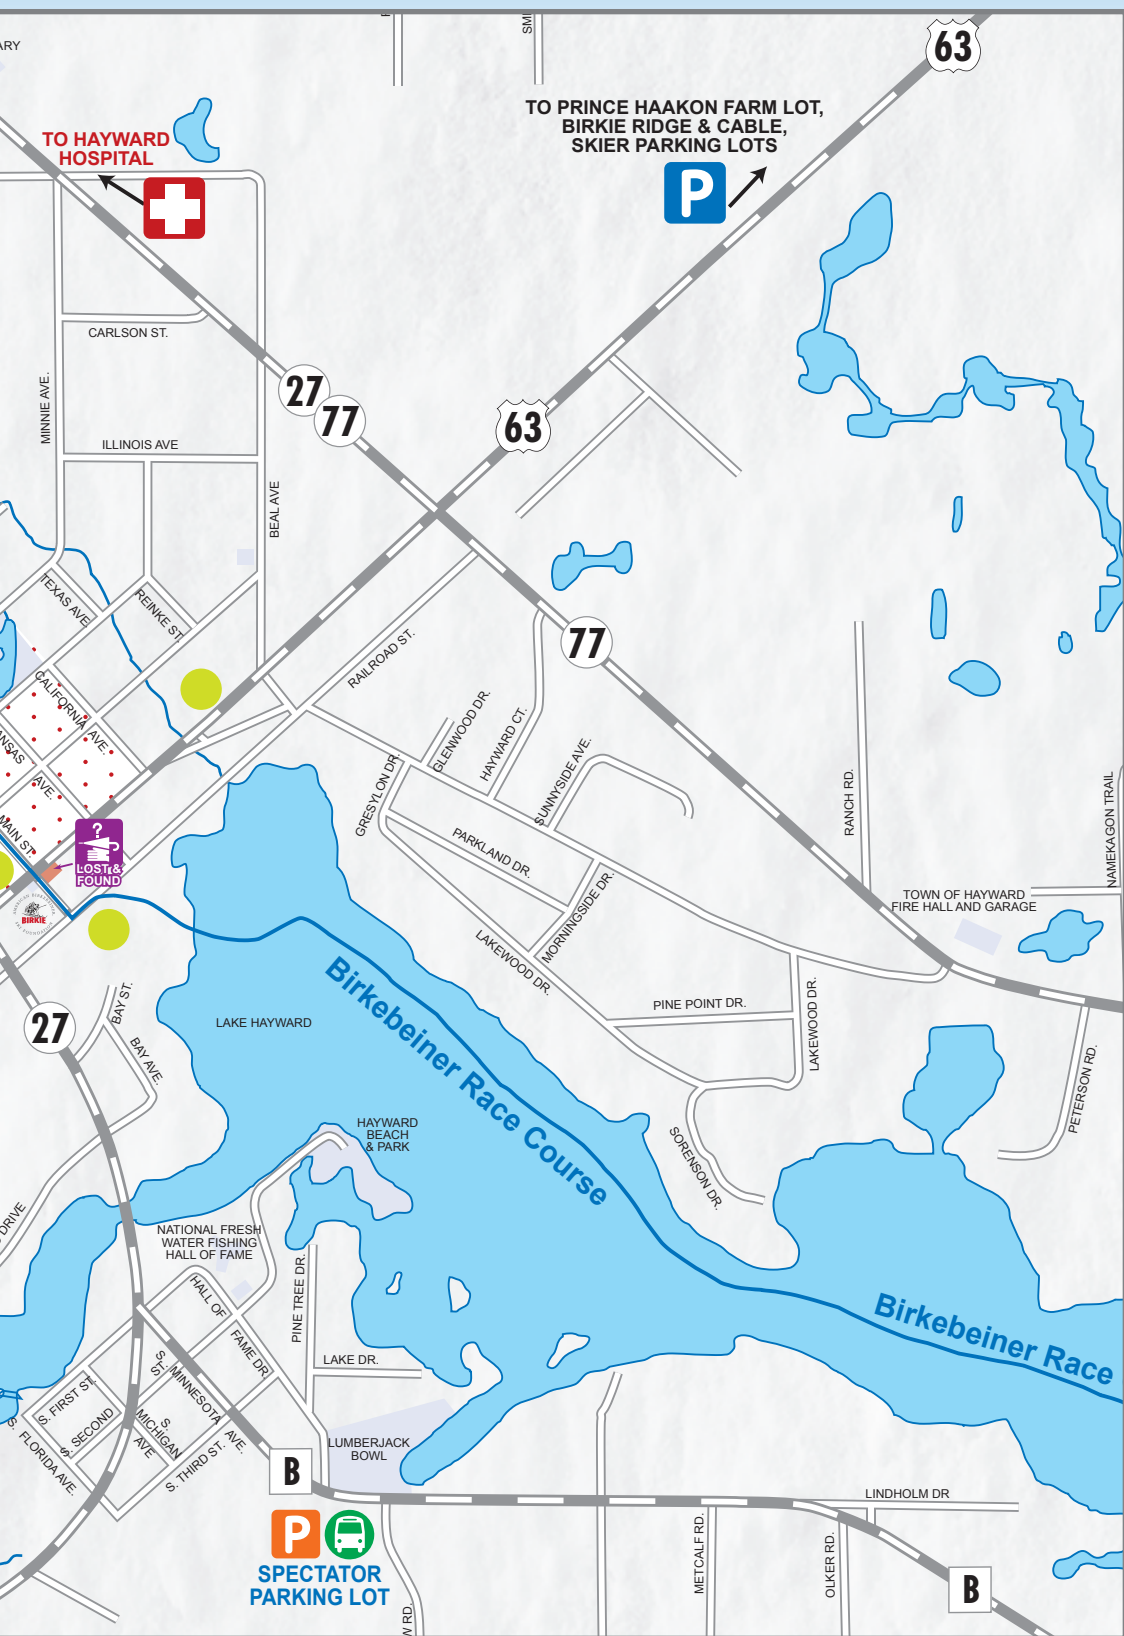 63
TO PRINCE HAAKON FARM LOT,
BIRKIE RIDGE & CABLE,
SKIER PARKING LOTS
P
TO HAYWARD
HOSPITAL
CARLSON ST.
MINNIE AVE.
27
77
63
ILLINOIS AVE
BEAL AVE
TEXAS AVE.
REINKE ST.
77
RAILROAD ST.
CALIFORNIA AVE.
AVE.
MAIN ST.
GLENWOOD DR.
HAYWARD CT.
SUNNYSIDE AVE.
GRESYLON DR.
PARKLAND DR.
MORNINGSIDE DR.
LAKEWOOD DR.
RANCH RD.
NAMEKAGON TRAIL
TOWN OF HAYWARD
FIRE HALL AND GARAGE
?
LOST &
FOUND
BIRKIE
27
BAY ST.
BAY AVE.
LAKE HAYWARD
Birkebeiner Race Course
PINE POINT DR.
LAKEWOOD DR.
PETERSON RD.
SORENSON DR.
HAYWARD
BEACH
& PARK
DRIVE
NATIONAL FRESH
WATER FISHING
HALL OF FAME
HALL OF
FAME DR
PINE TREE DR.
LAKE DR.
Birkebeiner Race
S. FIRST ST.
S. SECOND
ST.
S. MINNESOTA AVE.
S. MICHIGAN AVE
S. THIRD ST.
S. FLORIDA AVE.
LUMBERJACK
BOWL
B
P
SPECTATOR
PARKING LOT
LINDHOLM DR
METCALF RD.
OLKER RD.
B